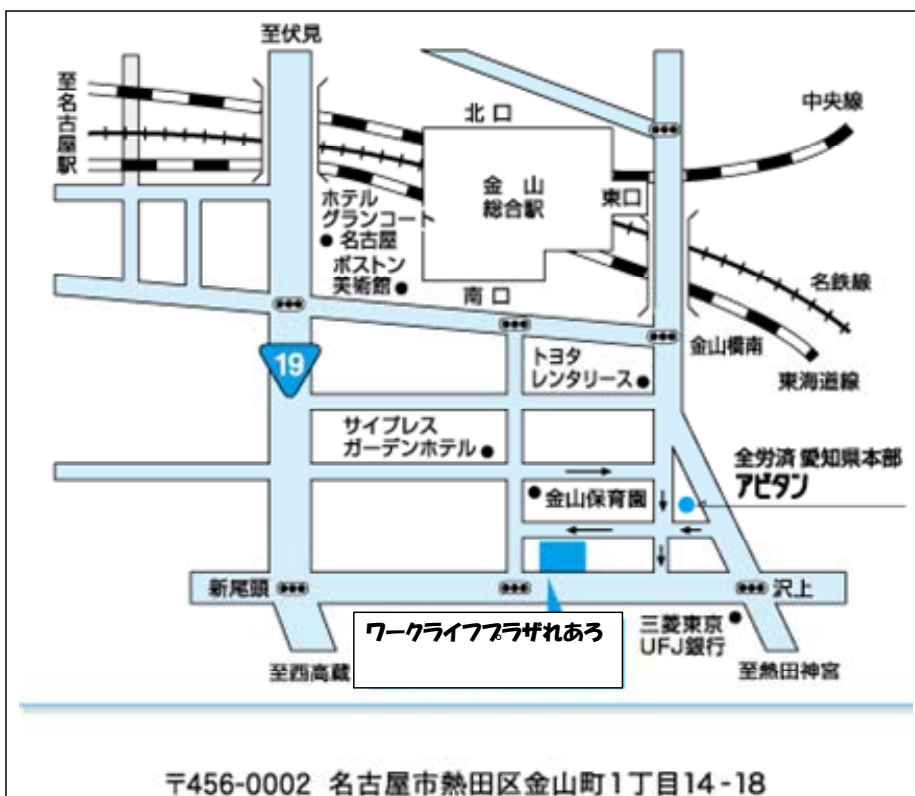 至伏見
至名古屋駅
中央線
北口
金山
総合駅
東口
ホテル
グランコート
名古屋
ボストン
美術館
南口
名鉄線
金山橋南
東海道線
19
トヨタ
レンタリース
サイプレス
ガーデンホテル
全労済 愛知県本部
アピタン
金山保育園
新尾頭
沢上
ワークライフプラザれあろ
三菱東京
UFJ銀行
至西高蔵
至熱田神宮
〒456-0002 名古屋市熱田区金山町1丁目14-18